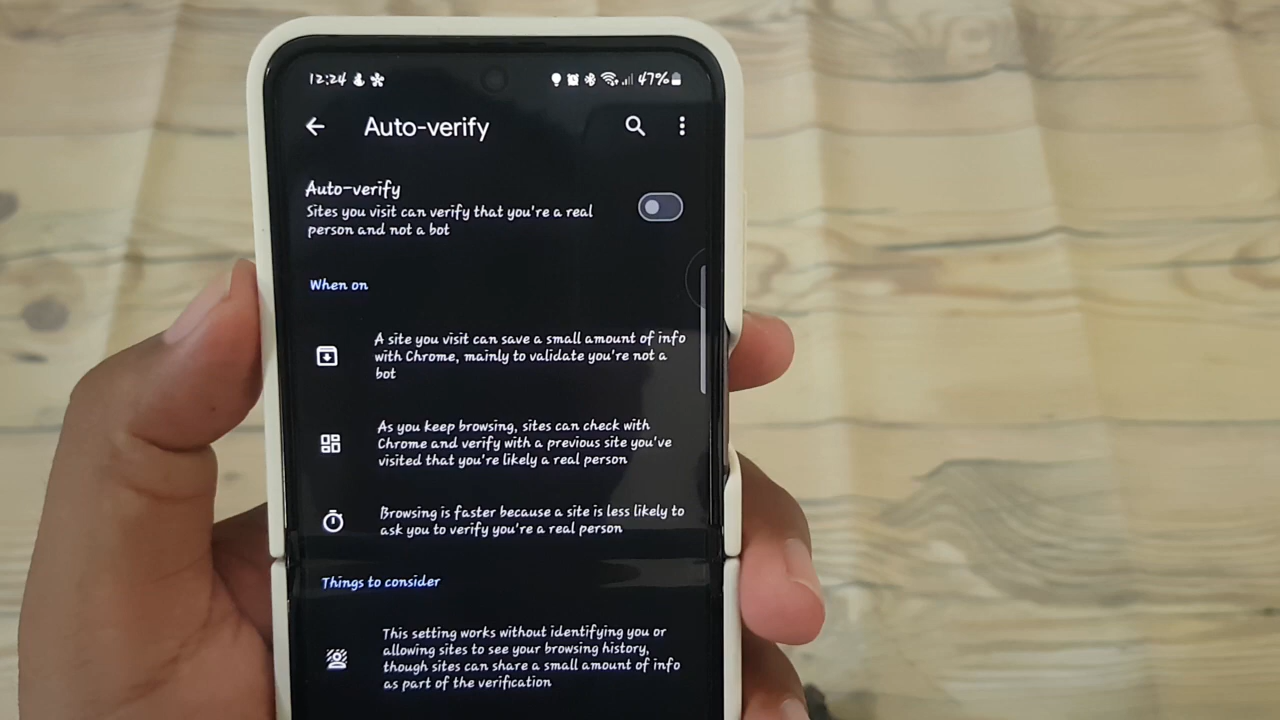 12:24 47%
Auto-verify
Auto-verify
Sites you visit can verify that you're a real
person and not a bot
When on
A site you visit can save a small amount of info
with Chrome, mainly to validate you're not a
bot
As you keep browsing, sites can check with
Chrome and verify with a previous site you've
visited that you're likely a real person
Browsing is faster because a site is less likely to
ask you to verify you're a real person
Things to consider
This setting works without identifying you or
allowing sites to see your browsing history,
though sites can share a small amount of info
as part of the verification